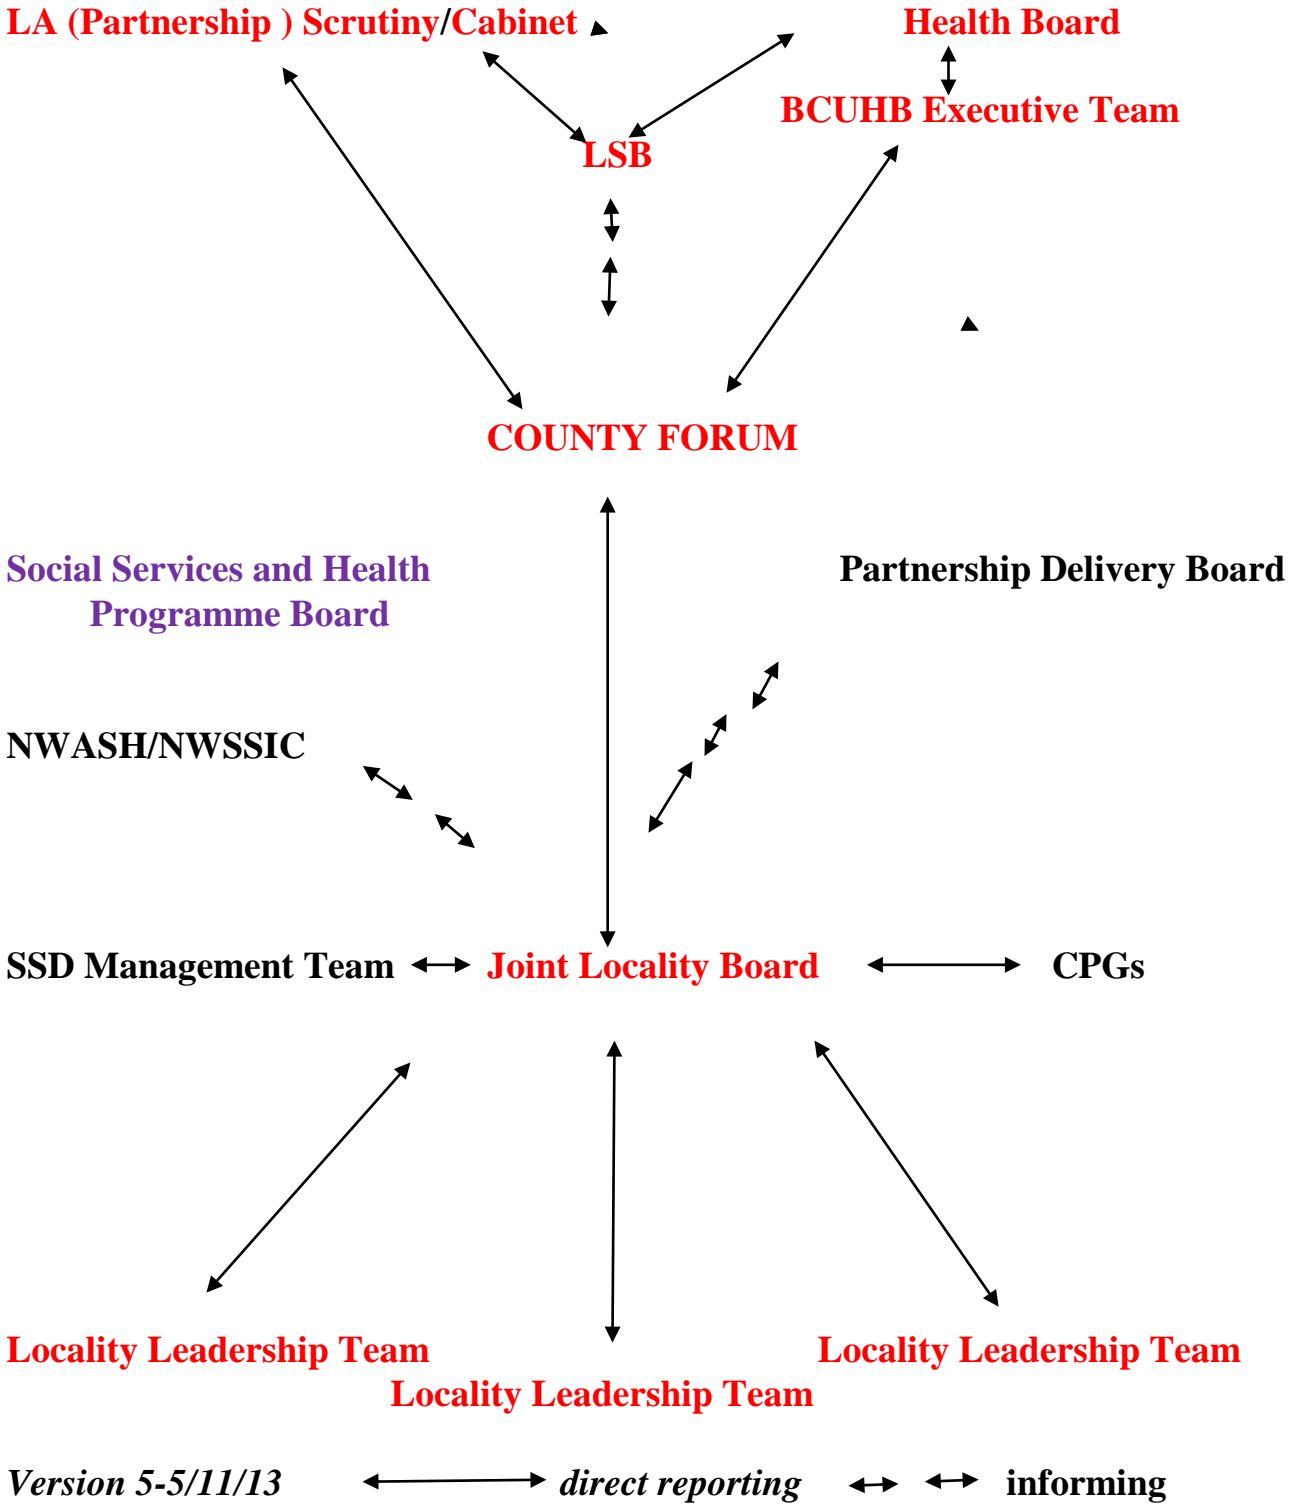 LA (Partnership ) Scrutiny/Cabinet
Health Board
BCUHB Executive Team
LSB
COUNTY FORUM
Social Services and Health
Programme Board
Partnership Delivery Board
NWASH/NWSSIC
SSD Management Team
Joint Locality Board
CPGs
Locality Leadership Team
Locality Leadership Team
Locality Leadership Team
Version 5-5/11/13
direct reporting
informing